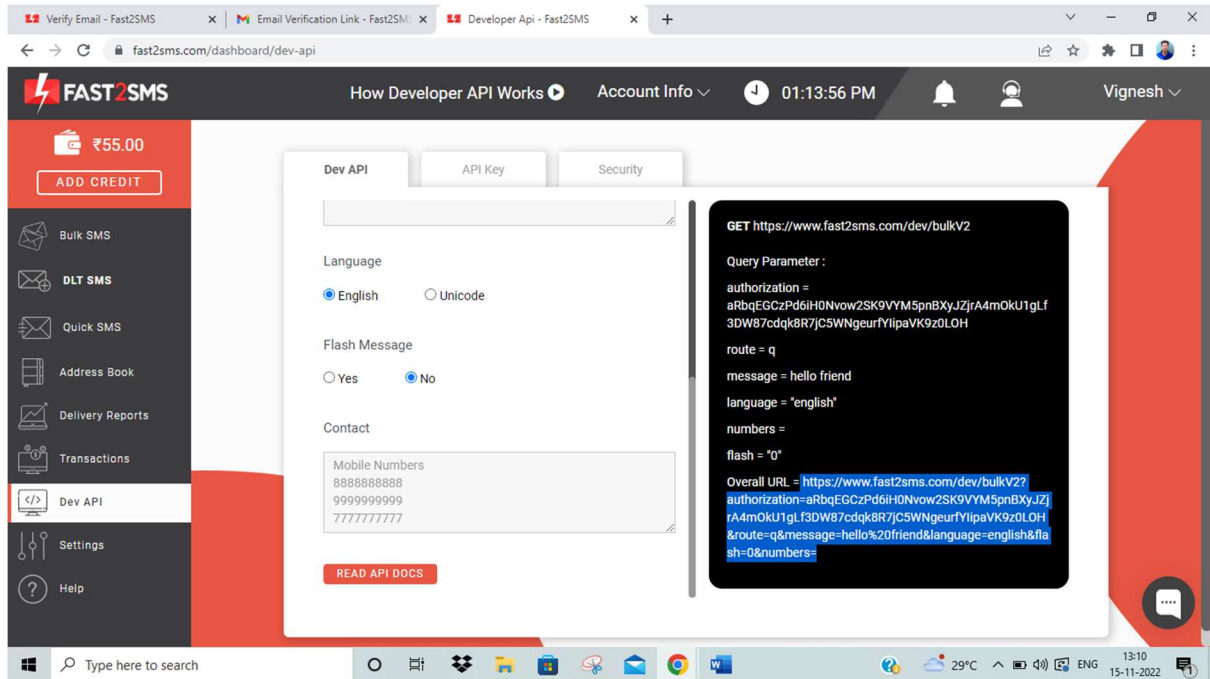 Verify Email - Fast2SMS
Email Verification Link - Fast2SM
Developer Api - Fast2SMS
fast2sms.com/dashboard/dev-api
FAST2SMS
How Developer API Works
Account Info
01:13:56 PM
Vignesh
₹55.00
ADD CREDIT
Bulk SMS
DLT SMS
Quick SMS
Address Book
Delivery Reports
Transactions
Dev API
Settings
Help
Dev API
API Key
Security
Language
English
Unicode
Flash Message
Yes
No
Contact
Mobile Numbers
8888888888
9999999999
7777777777
READ API DOCS
GET https://www.fast2sms.com/dev/bulkV2
Query Parameter :
authorization =
aRbqEGCzPd6iH0Nvow2SK9VYM5pnBXyJZjrA4mOkU1gLf
3DW87cdqk8R7jC5WNgeurfYIipaVK9z0LOH
route = q
message = hello friend
language = "english"
numbers =
flash = "0"
Overall URL = https://www.fast2sms.com/dev/bulkV2?
authorization=aRbqEGCzPd6iH0Nvow2SK9VYM5pnBXyJZj
rA4mOkU1gLf3DW87cdqk8R7jC5WNgeurfYIipaVK9z0LOH
&route=q&message=hello%20friend&language=english&fla
sh=0&numbers=
Type here to search
29°C
ENG
13:10
15-11-2022